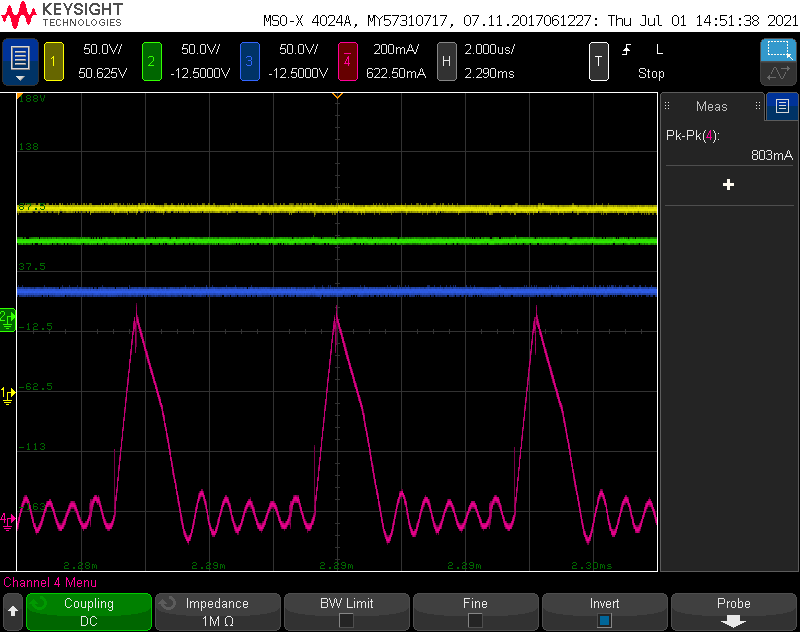 KEYSIGHT
TECHNOLOGIES
MSO-X 4024A, MY57310717, 07.11.2017061227: Thu Jul 01 14:51:38 2021
1 50.0V/ 50.625V
2 50.0V/ -12.5000V
3 50.0V/ -12.5000V
4 200mA/ 622.50mA
H 2.000us/ 2.290ms
T L Stop
Meas
Pk-Pk(4):
803mA
188V
138
87.5
37.5
2
-12.5
1
-62.5
-113
4
-163
2.28m 2.29m 2.29m 2.29m 2.30ms
Channel 4 Menu
Coupling Impedance BW Limit Fine Invert Probe
DC 1M Ω